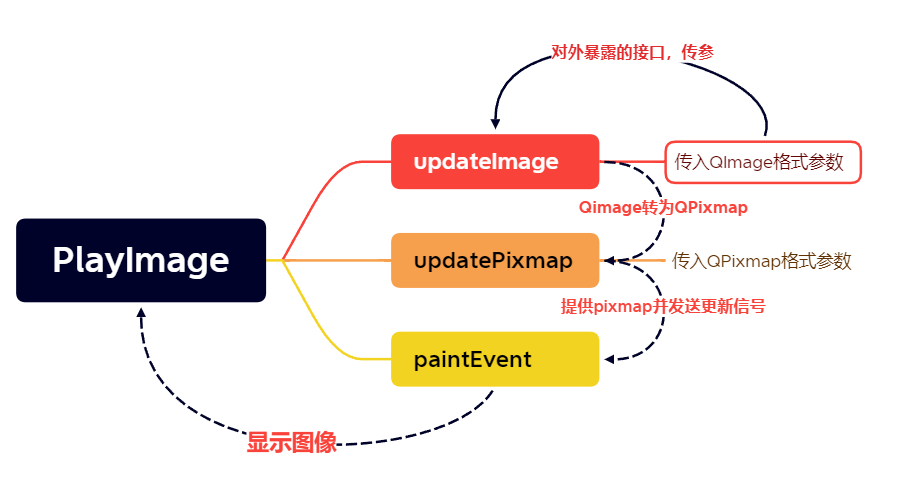 对外暴露的接口，传参
updateImage
传入QImage格式参数
Qimage转为QPixmap
PlayImage
updatePixmap
传入QPixmap格式参数
提供pixmap并发送更新信号
paintEvent
显示图像